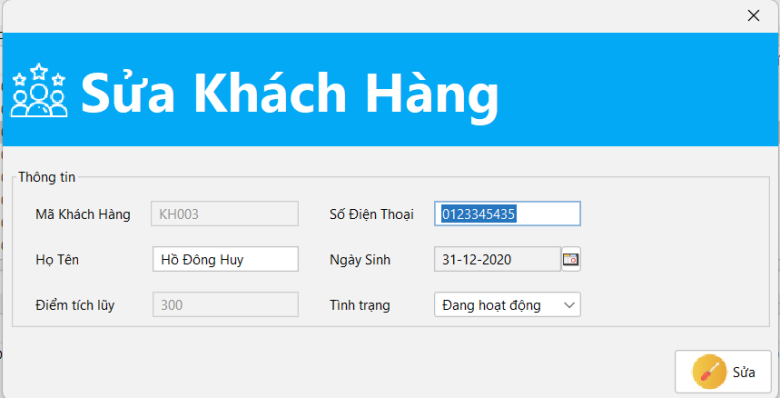 Sửa Khách Hàng
Thông tin
Mã Khách Hàng KH003 Số Điện Thoại 0123345435
Họ Tên Hồ Đông Huy Ngày Sinh 31-12-2020
Điểm tích lũy 300 Tình trạng Đang hoạt động
Sửa